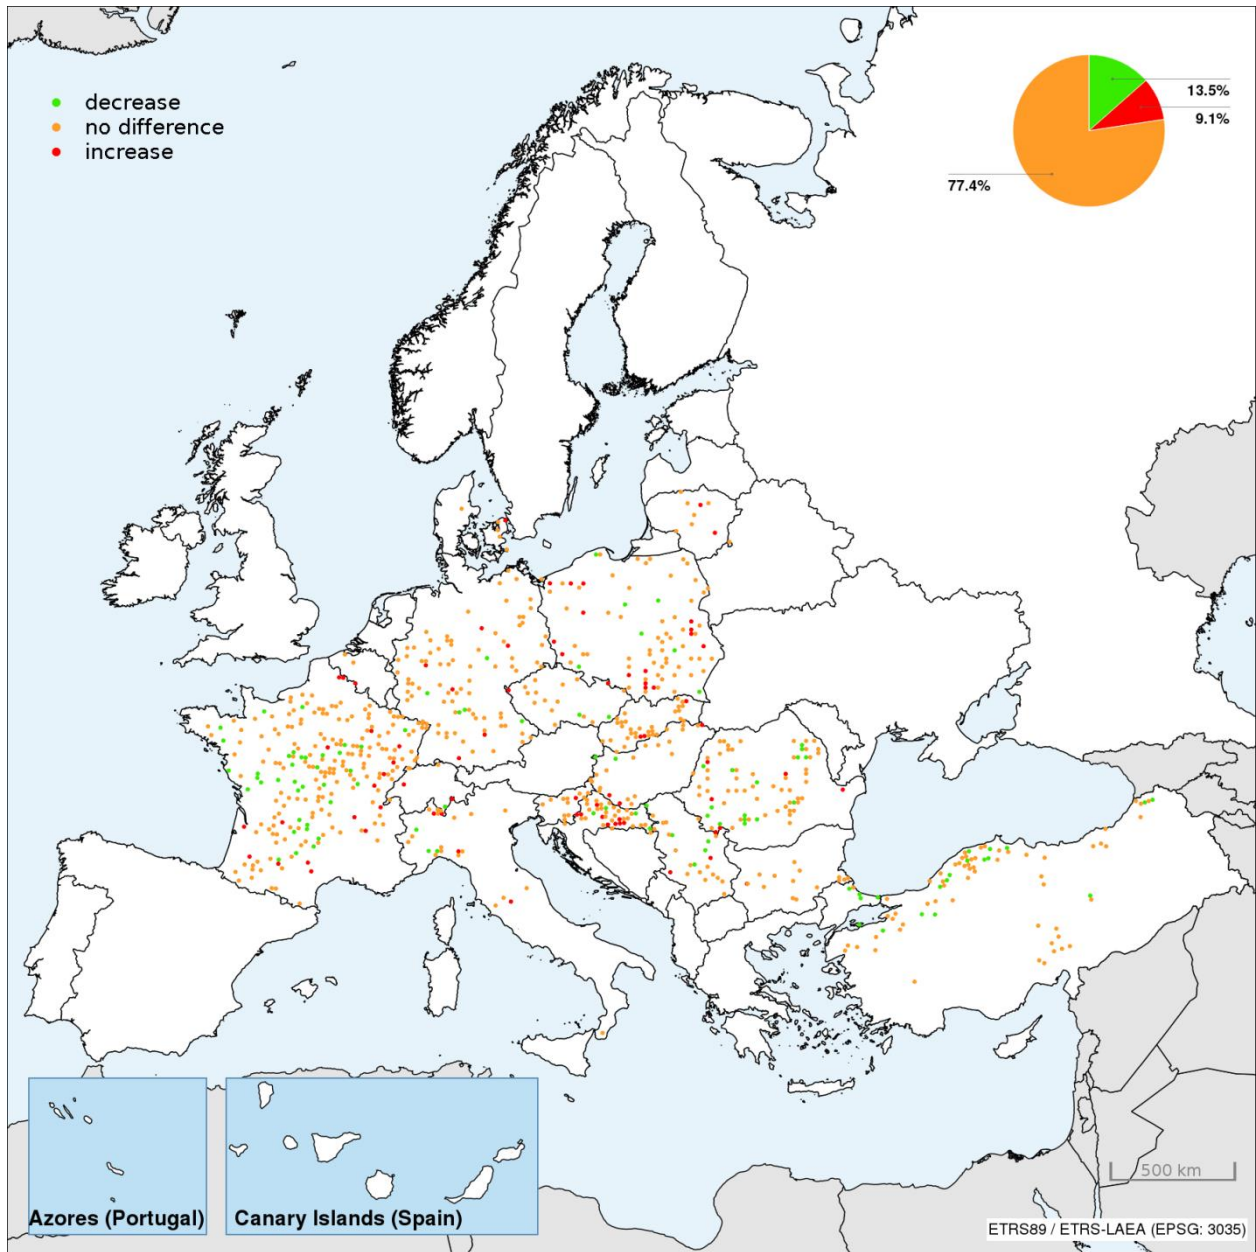 decrease
no difference
increase
13.5%
9.1%
77.4%
500 km
Azores (Portugal)
Canary Islands (Spain)
ETRS89 / ETRS-LAEA (EPSG: 3035)